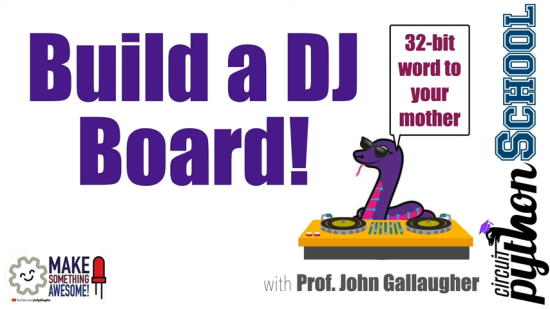 Build a DJ
Board!
32-bit
word to
your
mother
with Prof. John Gallaugher
circuit
python SCHOOL
MAKE
SOMETHING
AWESOME!